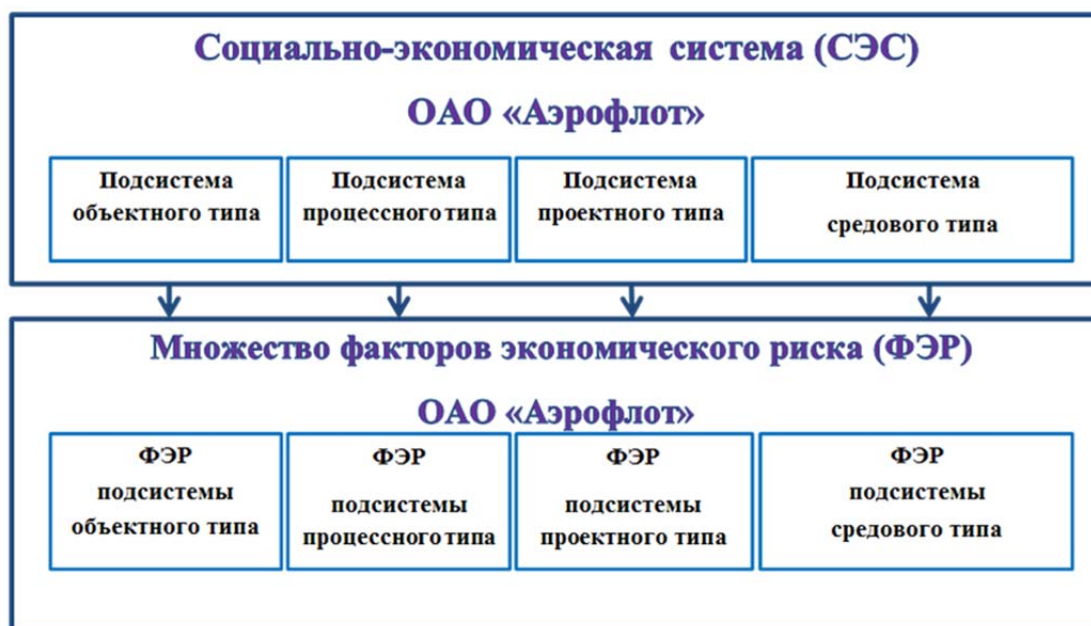 Социально-экономическая система (СЭС)
ОАО «Аэрофлот»
Подсистема
объектного типа
Подсистема
процессного типа
Подсистема
проектного типа
Подсистема
средового типа
Множество факторов экономического риска (ФЭР)
ОАО «Аэрофлот»
ФЭР
подсистемы
объектного типа
ФЭР
подсистемы
процессного типа
ФЭР
подсистемы
проектного типа
ФЭР
подсистемы
средового типа